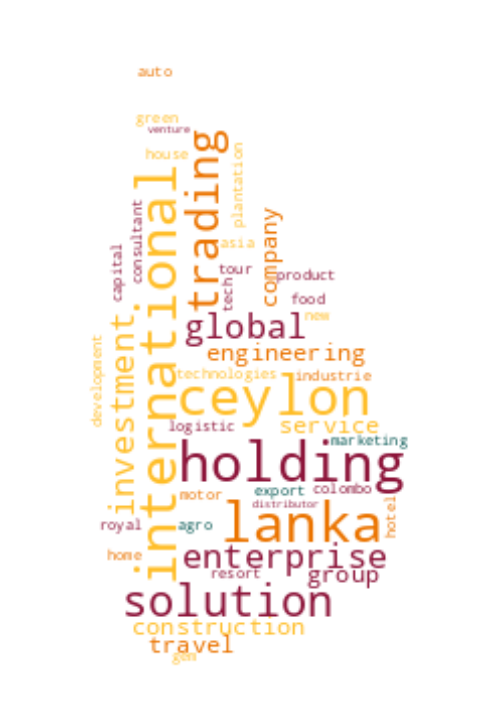 auto
green
venture
house
trading
plantation
international
consultant
capital
asia
company
tour
product
tech
food
new
global
investment
engineering
development
technologies
industrie
ceylon
service
logistic
marketing
holding
motor
export
colombo
distributor
lanka
hotel
royal
agro
home
enterprise
resort
group
solution
construction
travel
gem